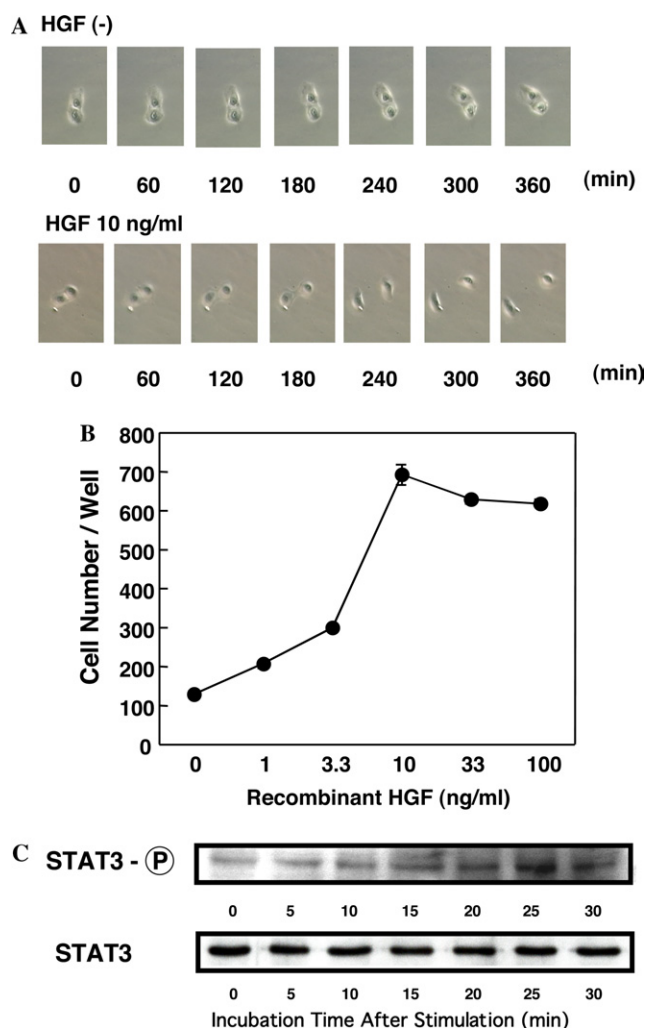 A HGF (-)
0 60 120 180 240 300 360 (min)
HGF 10 ng/ml
0 60 120 180 240 300 360 (min)
B
800
700
600
500
400
300
200
100
0
Cell Number / Well
0 1 3.3 10 33 100
Recombinant HGF (ng/ml)
C STAT3 - P
0 5 10 15 20 25 30
STAT3
0 5 10 15 20 25 30
Incubation Time After Stimulation (min)